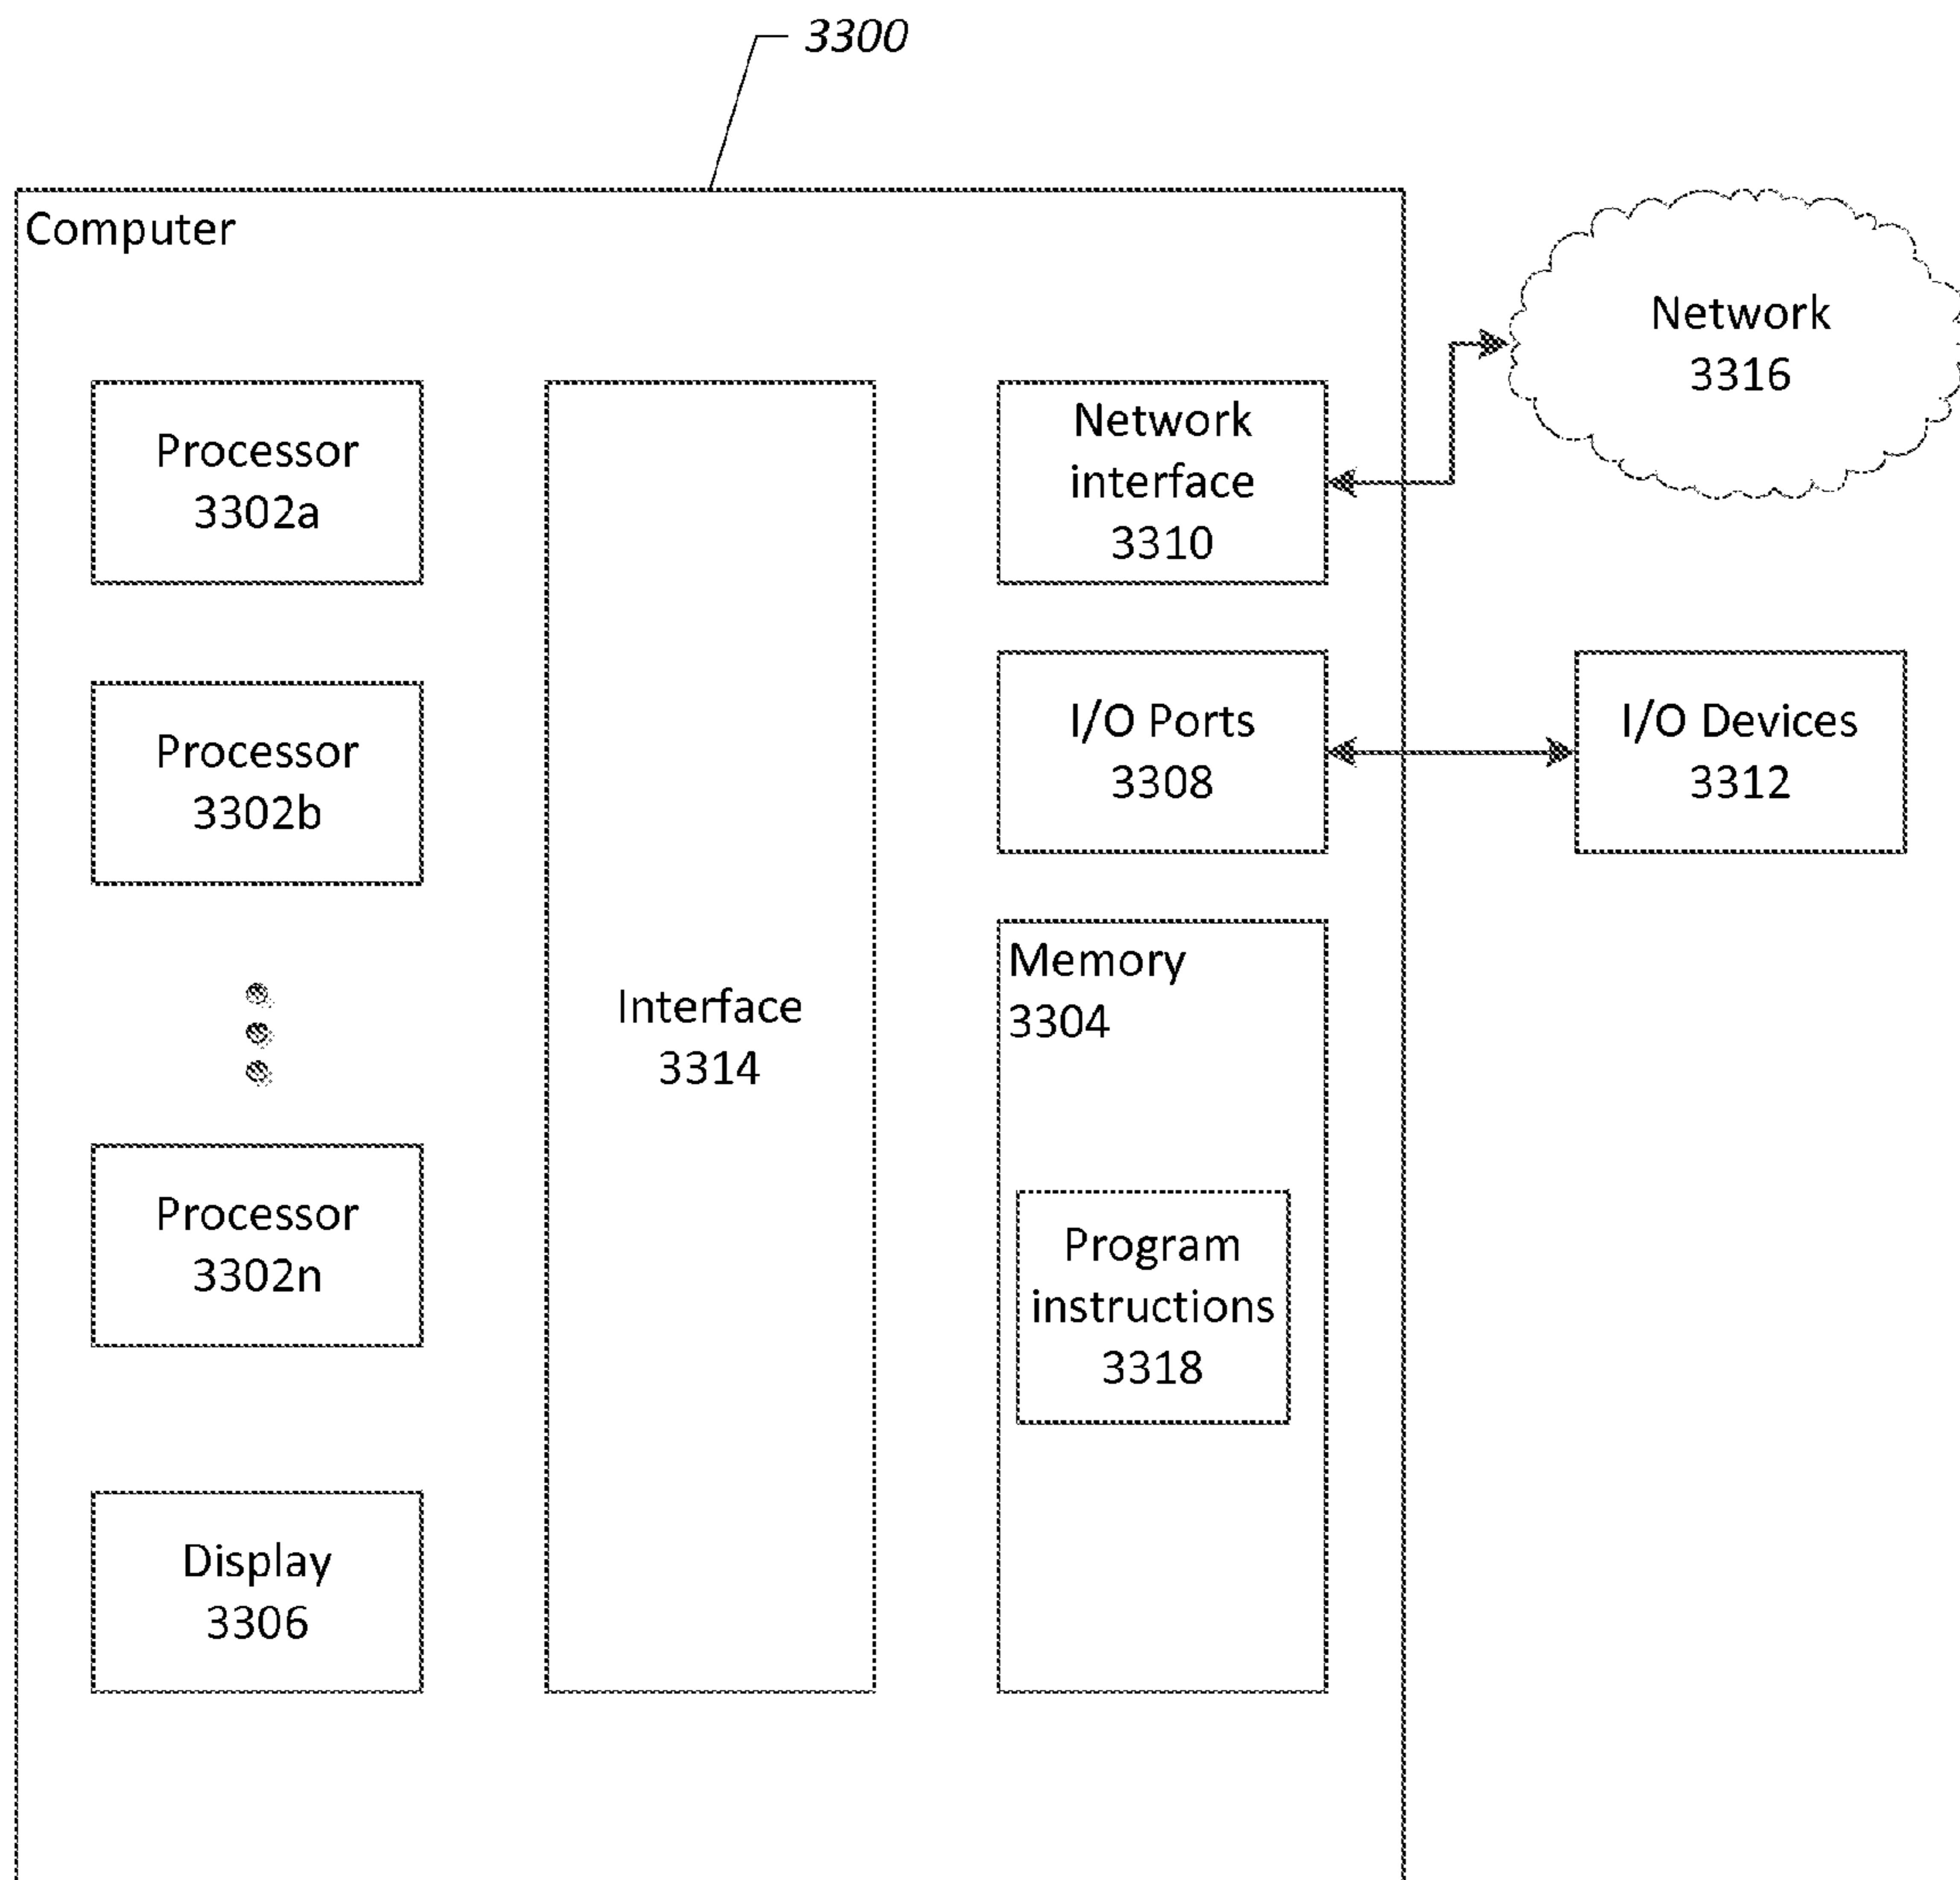 3300
Computer
Network
3316
Processor
3302a
Network
interface
3310
Processor
3302b
I/O Ports
3308
I/O Devices
3312
Interface
3314
Memory
3304
Processor
3302n
Program
instructions
3318
Display
3306